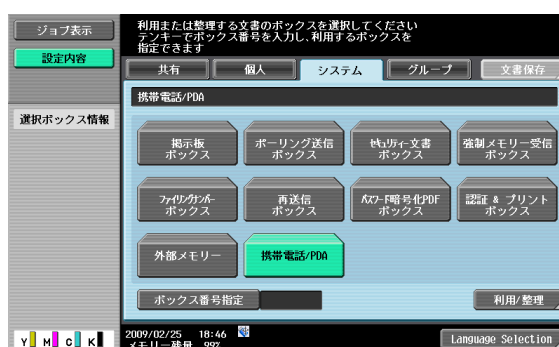 ジョブ表示
設定内容
選択ボックス情報
利用または整理する文書のボックスを選択してください
テンキーでボックス番号を入力し、利用するボックスを
指定できます
共有 個人 システム グループ 文書保存
携帯電話/PDA
掲示板
ボックス
ポーリング送信
ボックス
セキュリティー文書
ボックス
強制メモリー受信
ボックス
ファイリングナンバー
ボックス
再送信
ボックス
パスワード暗号化PDF
ボックス
認証 & プリント
ボックス
外部メモリー
携帯電話/PDA
ボックス番号指定
利用/整理
Y M C K
2009/02/25 18:46
メモリー残量 99%
Language Selection